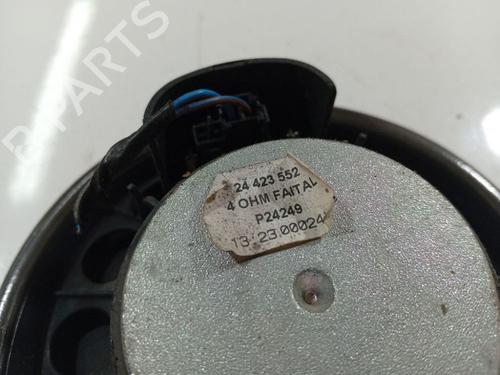 B-PARTS
24 423 552
4 OHM FAITAL
P24249
13 23 00024